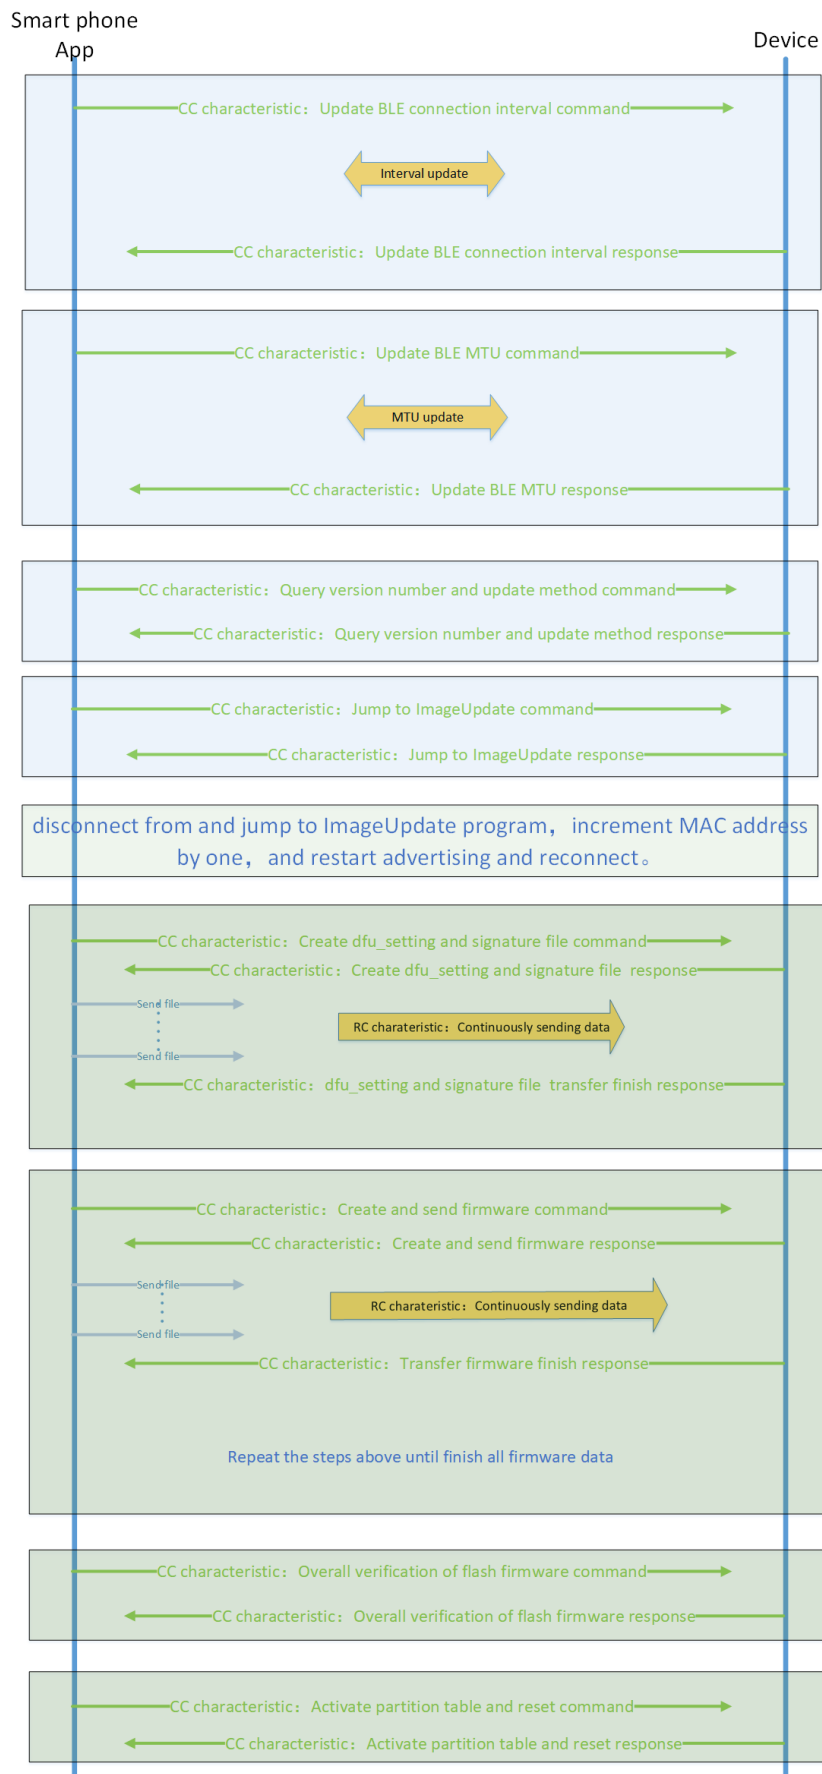 Smart phone
App
Device
CC characteristic：Update BLE connection interval command
Interval update
CC characteristic：Update BLE connection interval response
CC characteristic：Update BLE MTU command
MTU update
CC characteristic：Update BLE MTU response
CC characteristic：Query version number and update method command
CC characteristic：Query version number and update method response
CC characteristic：Jump to ImageUpdate command
CC characteristic：Jump to ImageUpdate response
disconnect from and jump to ImageUpdate program，increment MAC address
by one，and restart advertising and reconnect。
CC characteristic：Create dfu_setting and signature file command
CC characteristic：Create dfu_setting and signature file  response
Send file
RC charateristic：Continuously sending data
Send file
CC characteristic：dfu_setting and signature file  transfer finish response
CC characteristic：Create and send firmware command
CC characteristic：Create and send firmware response
Send file
RC charateristic：Continuously sending data
Send file
CC characteristic：Transfer firmware finish response
Repeat the steps above until finish all firmware data
CC characteristic：Overall verification of flash firmware command
CC characteristic：Overall verification of flash firmware response
CC characteristic：Activate partition table and reset command
CC characteristic：Activate partition table and reset response